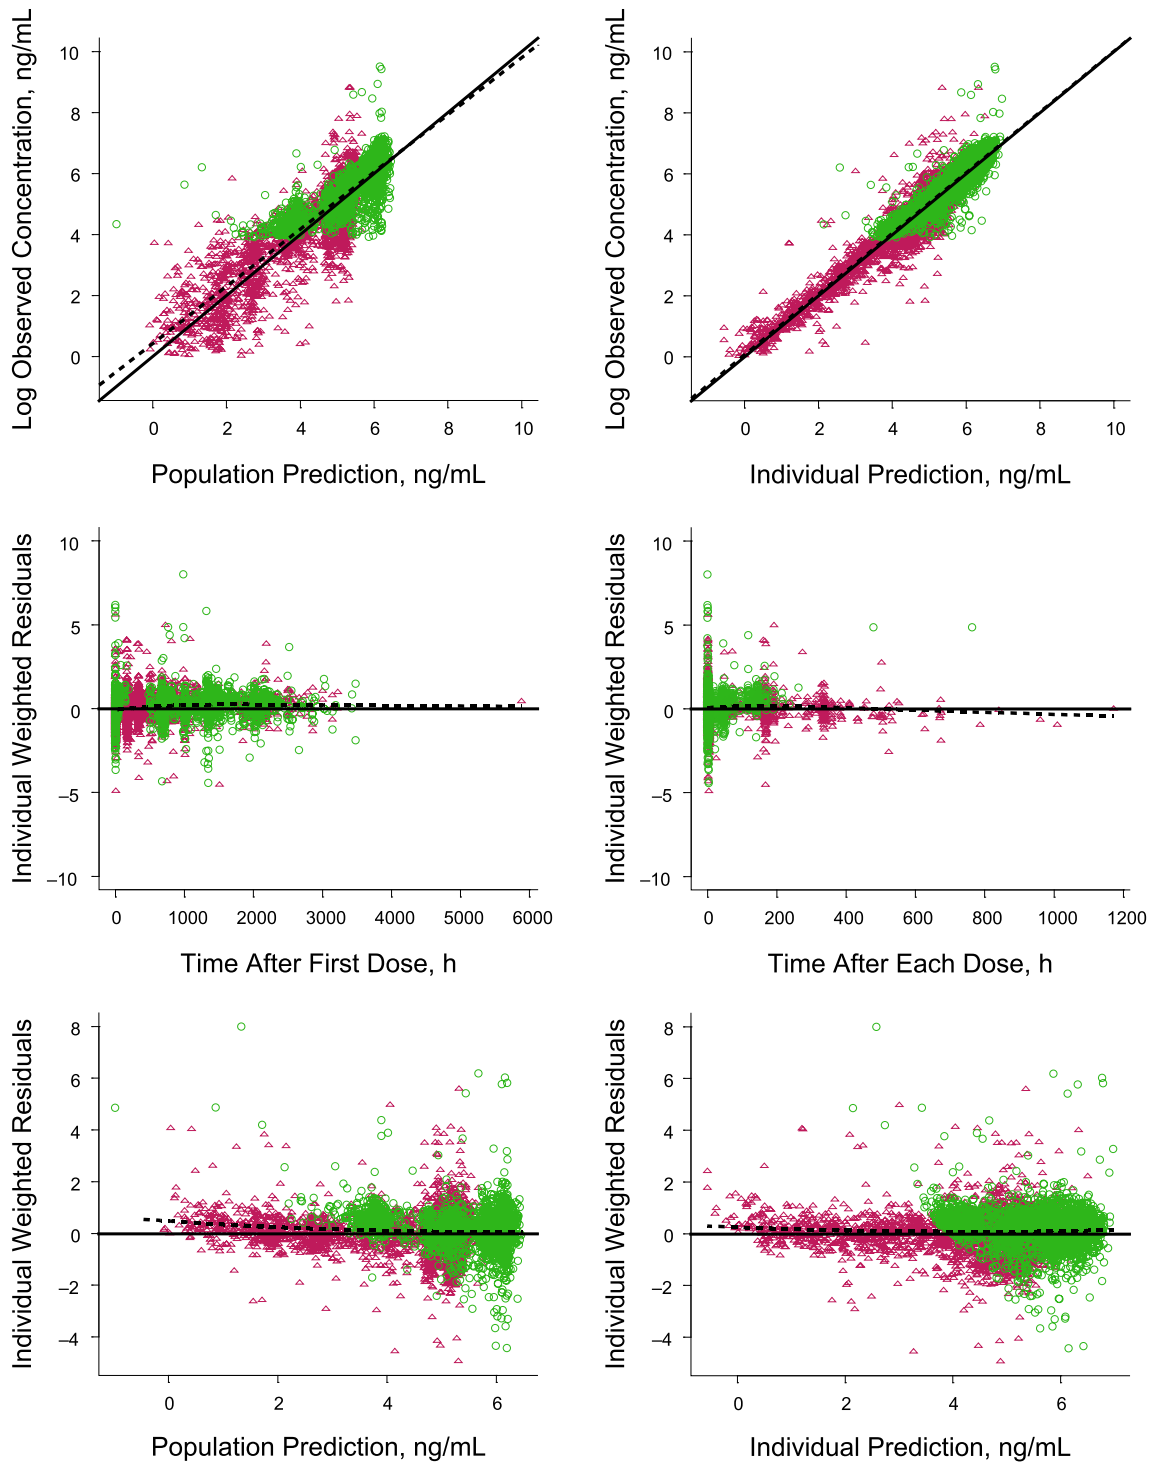 Log Observed Concentration, ng/mL
10
8
6
4
2
0
0 2 4 6 8 10
Population Prediction, ng/mL
Log Observed Concentration, ng/mL
10
8
6
4
2
0
0 2 4 6 8 10
Individual Prediction, ng/mL
Individual Weighted Residuals
10
5
0
–5
–10
0 1000 2000 3000 4000 5000 6000
Time After First Dose, h
Individual Weighted Residuals
10
5
0
–5
–10
0 200 400 600 800 1000 1200
Time After Each Dose, h
Individual Weighted Residuals
8
6
4
2
0
–2
–4
0 2 4 6
Population Prediction, ng/mL
Individual Weighted Residuals
8
6
4
2
0
–2
–4
0 2 4 6
Individual Prediction, ng/mL